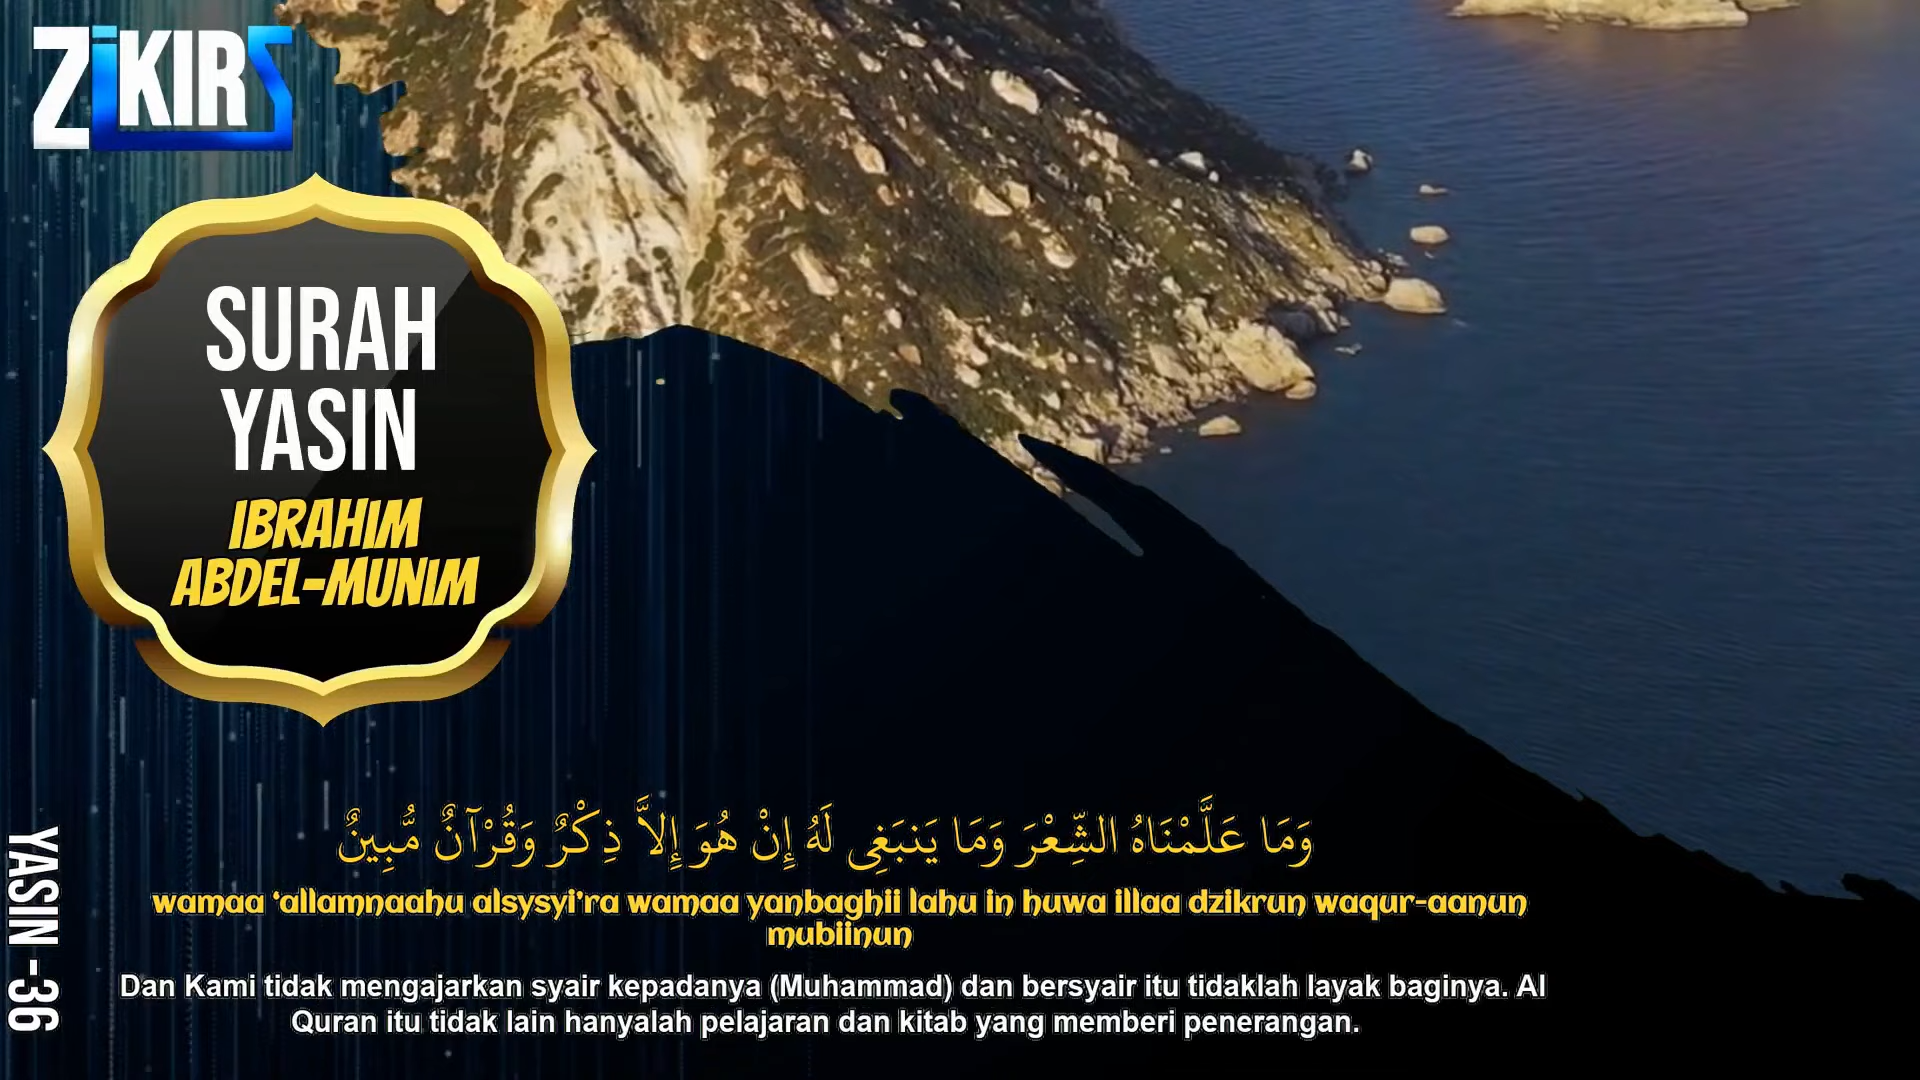 ZiKIRZ
SURAH
YASIN
IBRAHIM
ABDEL-MUNIM
وَمَا عَلَّمْنَاهُ الشِّعْرَ وَمَا يَنبَغِى لَهُ إِنْ هُوَ إِلاَّ ذِكْرٌ وَقُرْآنٌ مُّبِينٌ
wamaa ‘allamnaahu alsysyi’ra wamaa yanbaghii lahu in huwa illaa dzikrun waqur-aanun
mubiinun
Dan Kami tidak mengajarkan syair kepadanya (Muhammad) dan bersyair itu tidaklah layak baginya. Al
Quran itu tidak lain hanyalah pelajaran dan kitab yang memberi penerangan.
YASIN -36